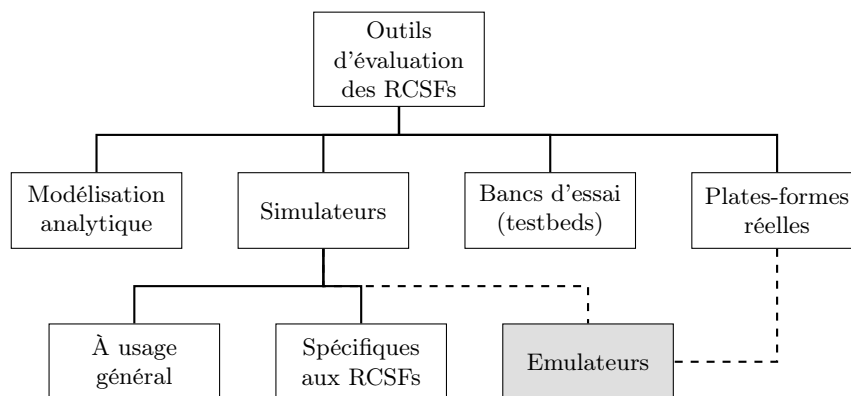 Outils
d'évaluation
des RCSFs
Modélisation
analytique
Simulateurs
Bancs d'essai
(testbeds)
Plates-formes
réelles
À usage
général
Spécifiques
aux RCSFs
Emulateurs